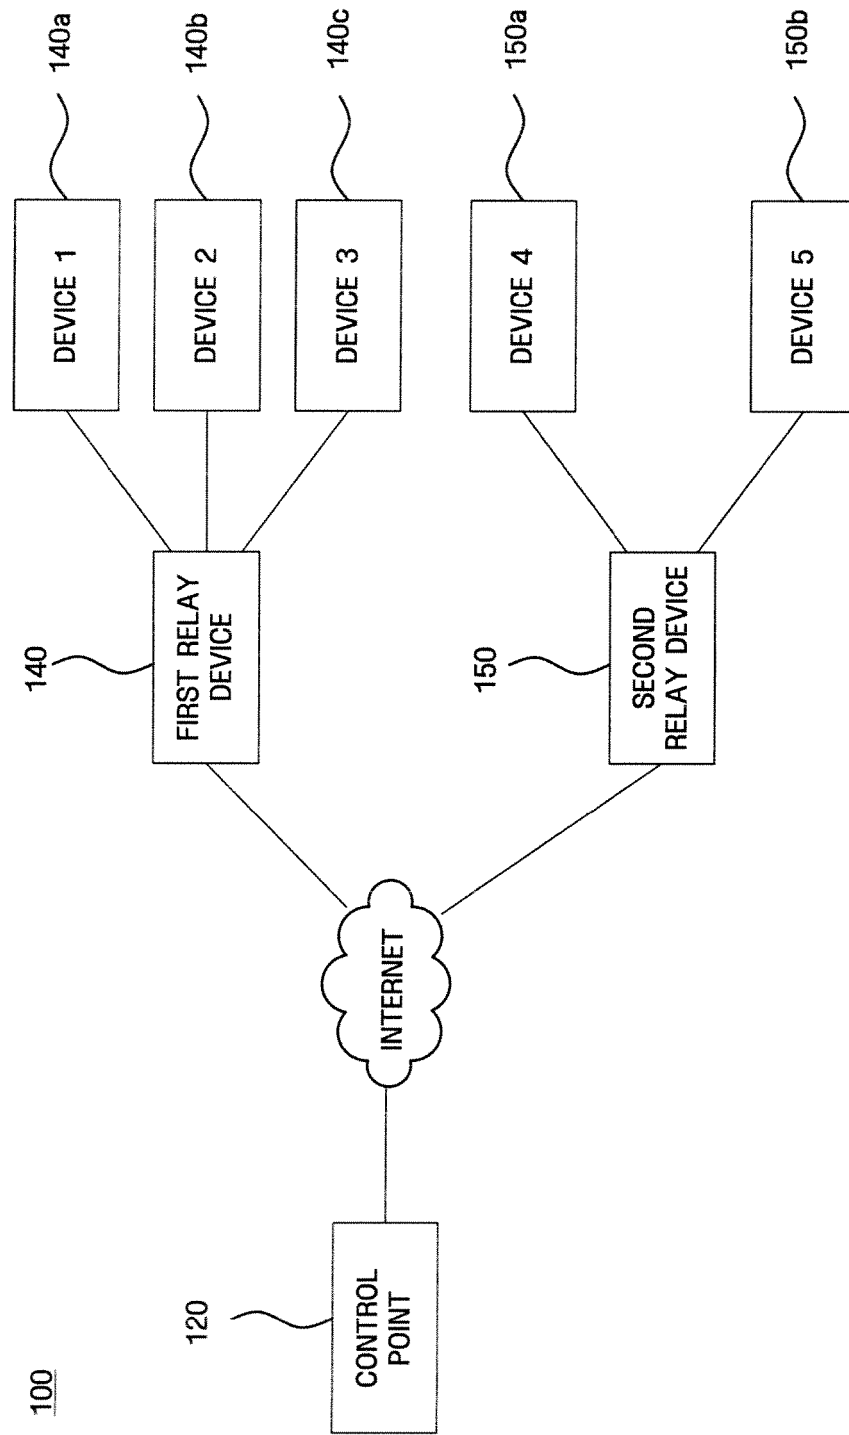 100
120
CONTROL
POINT
INTERNET
140
FIRST RELAY
DEVICE
150
SECOND
RELAY DEVICE
DEVICE 1
140a
DEVICE 2
140b
DEVICE 3
140c
DEVICE 4
150a
DEVICE 5
150b